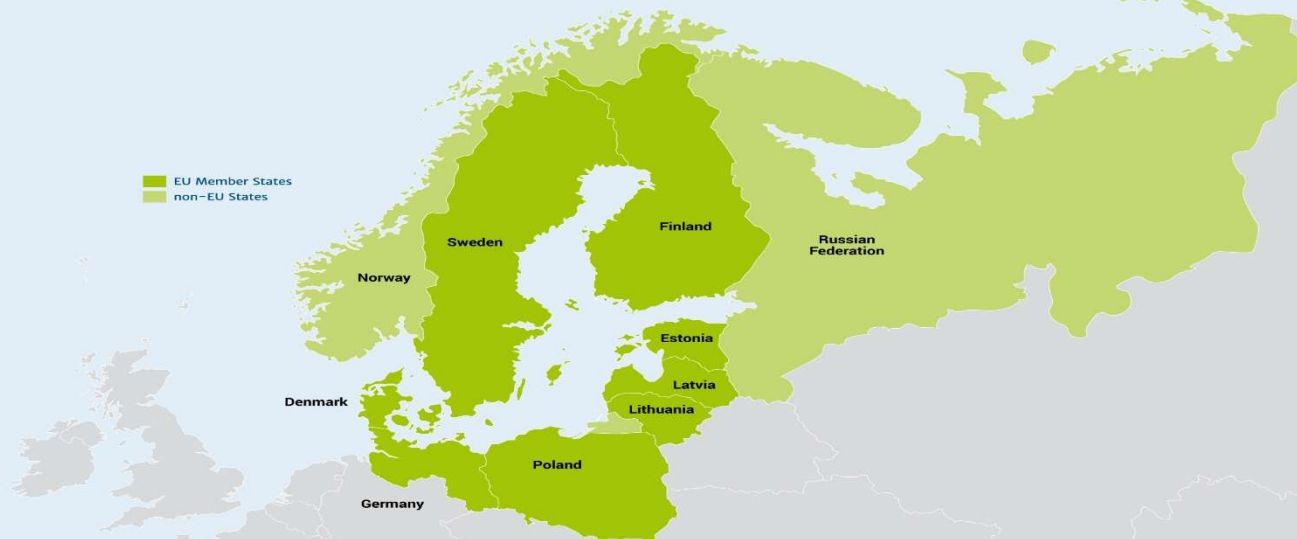 EU Member States
non-EU States
Sweden
Finland
Russian
Federation
Norway
Estonia
Latvia
Denmark
Lithuania
Poland
Germany